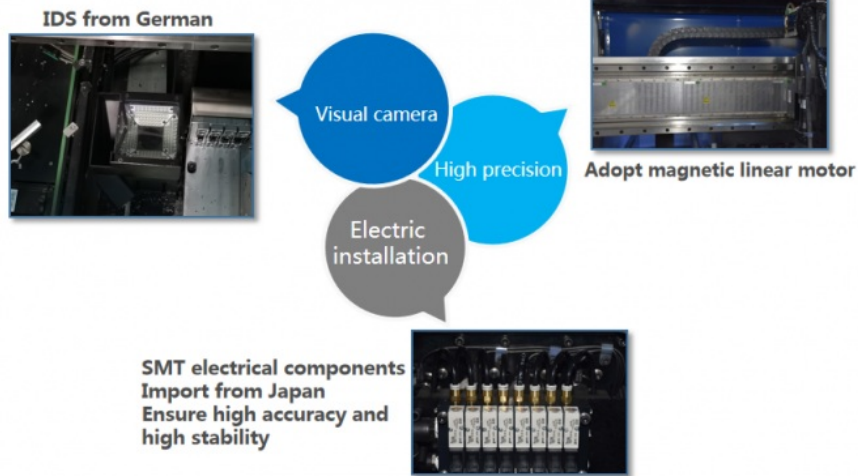 IDS from German
Visual camera
High precision
Adopt magnetic linear motor
Electric
installation
SMT electrical components
Import from Japan
Ensure high accuracy and
high stability